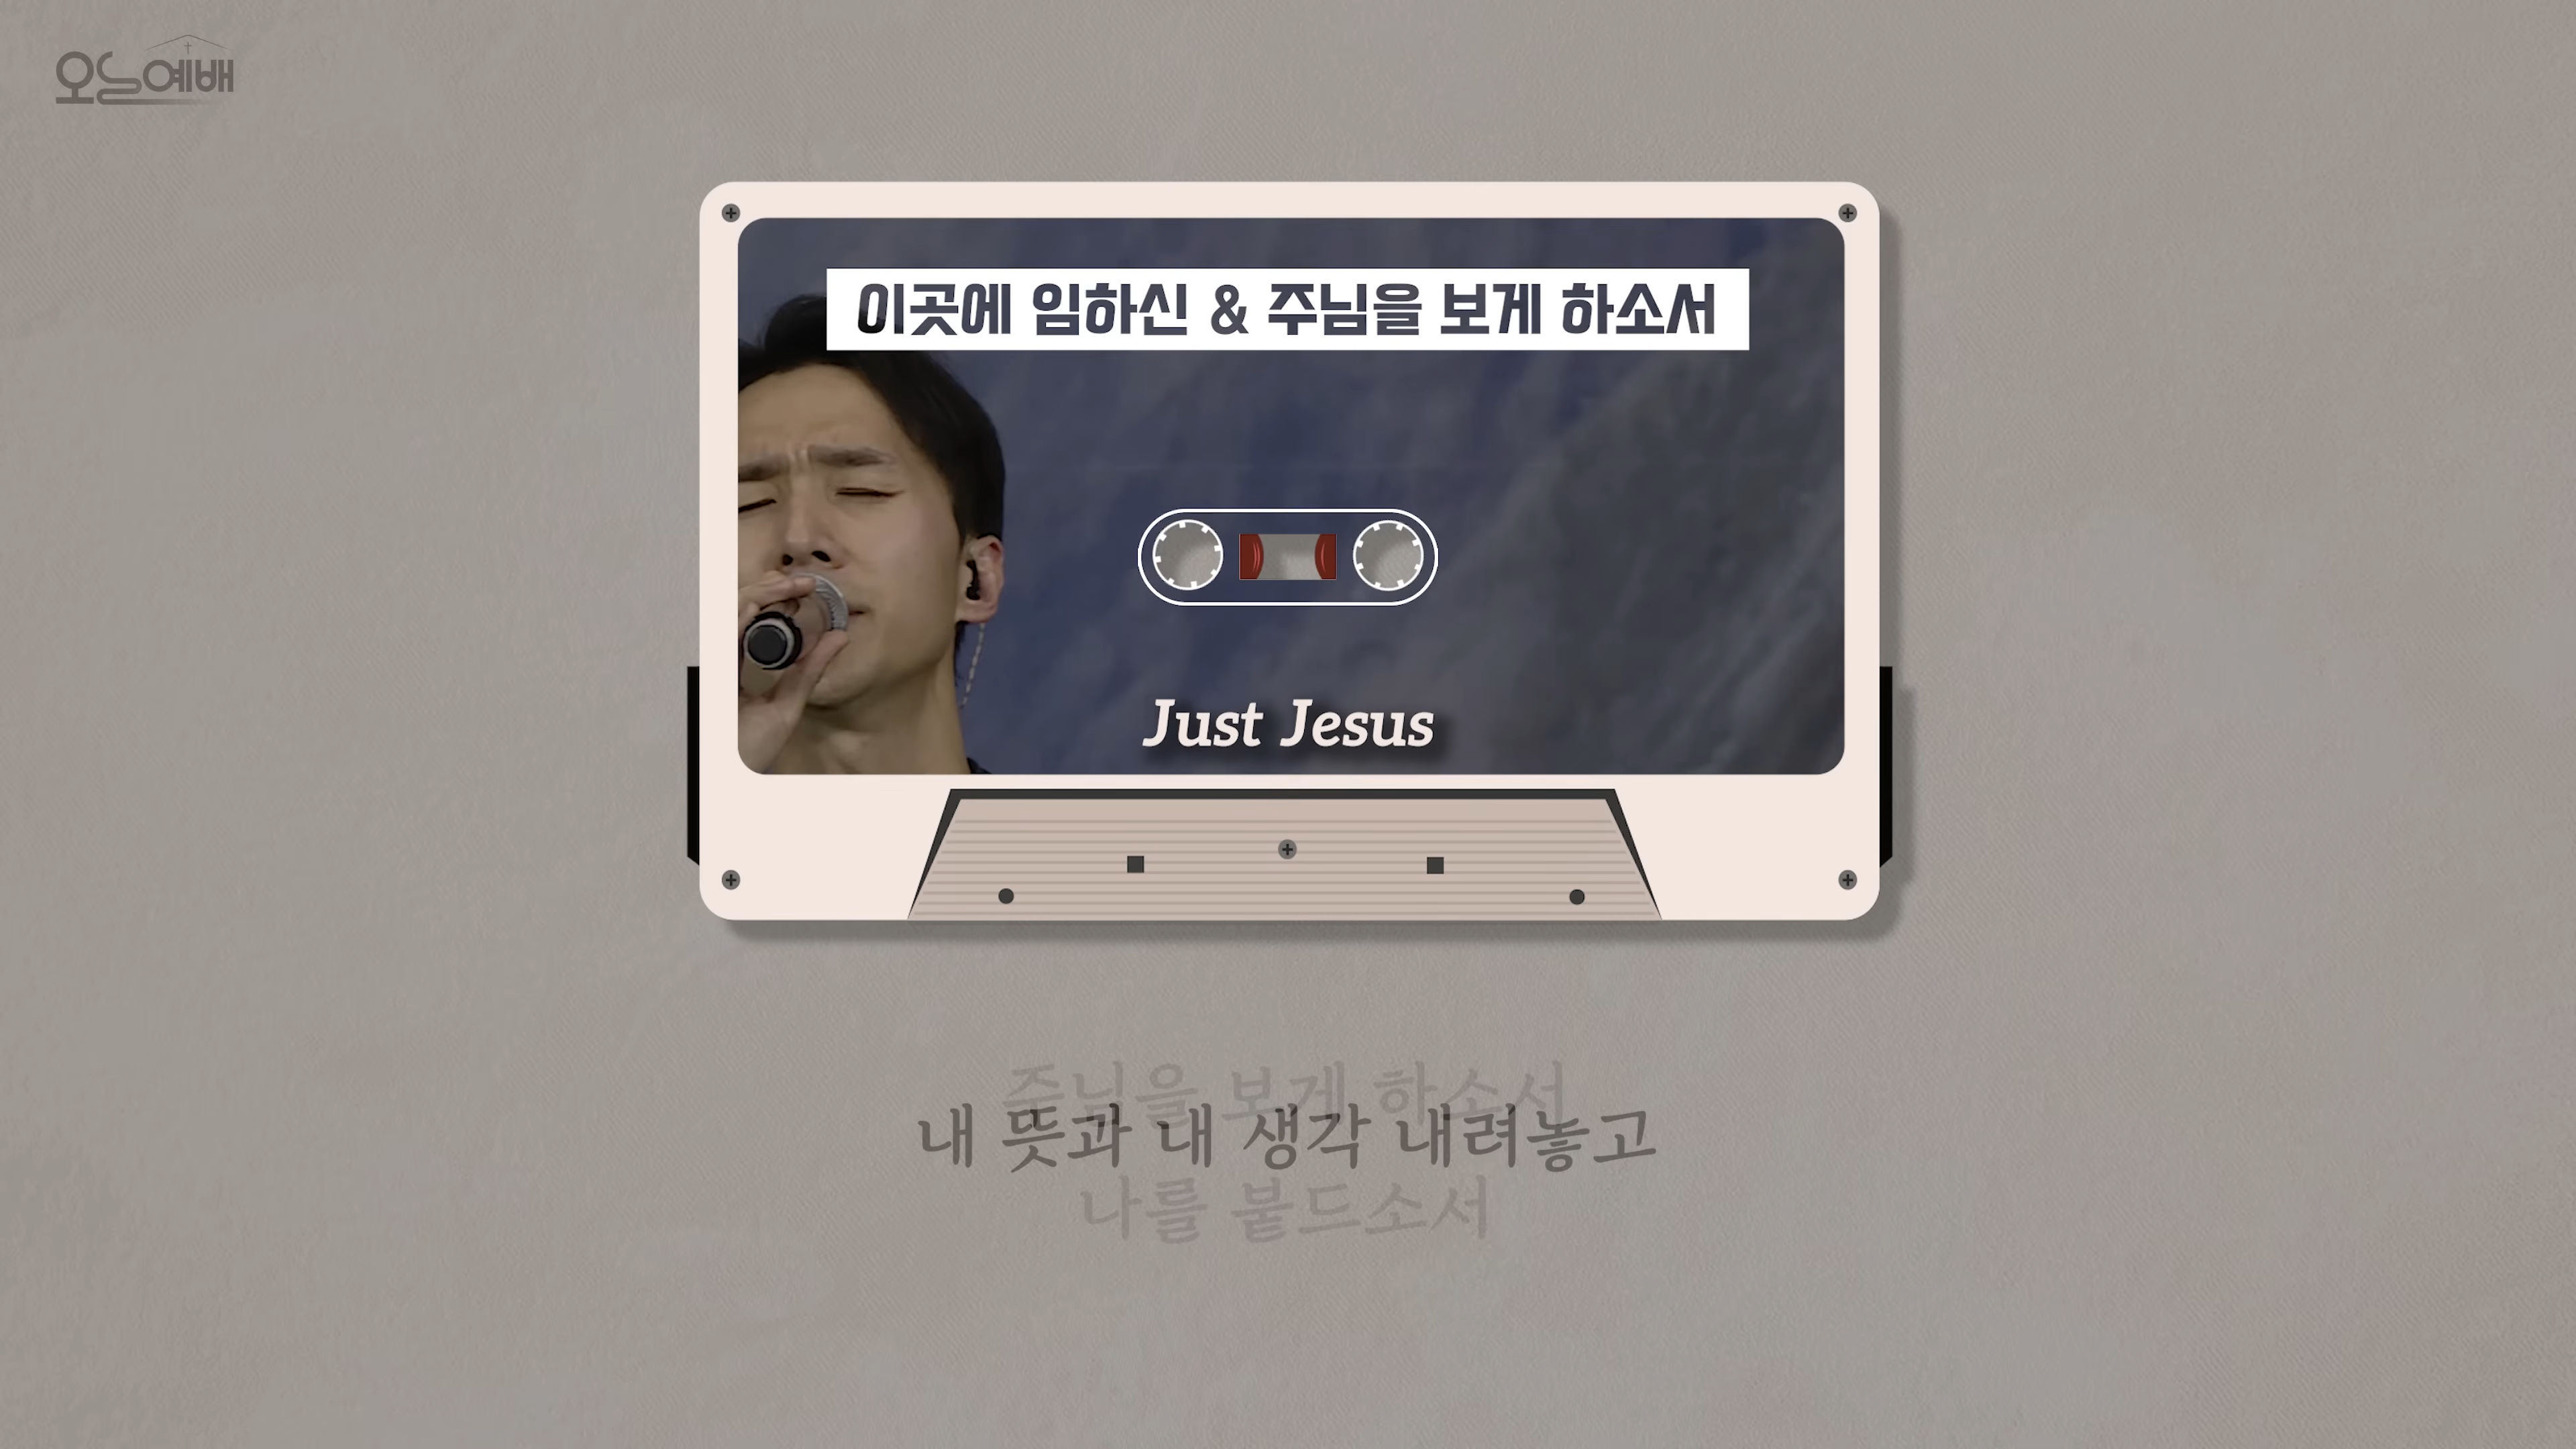 오늘예배
이곳에 임하신 & 주님을 보게 하소서
Just Jesus
주님을 보게 하소서
내 뜻과 내 생각 내려놓고
나를 붙드소서